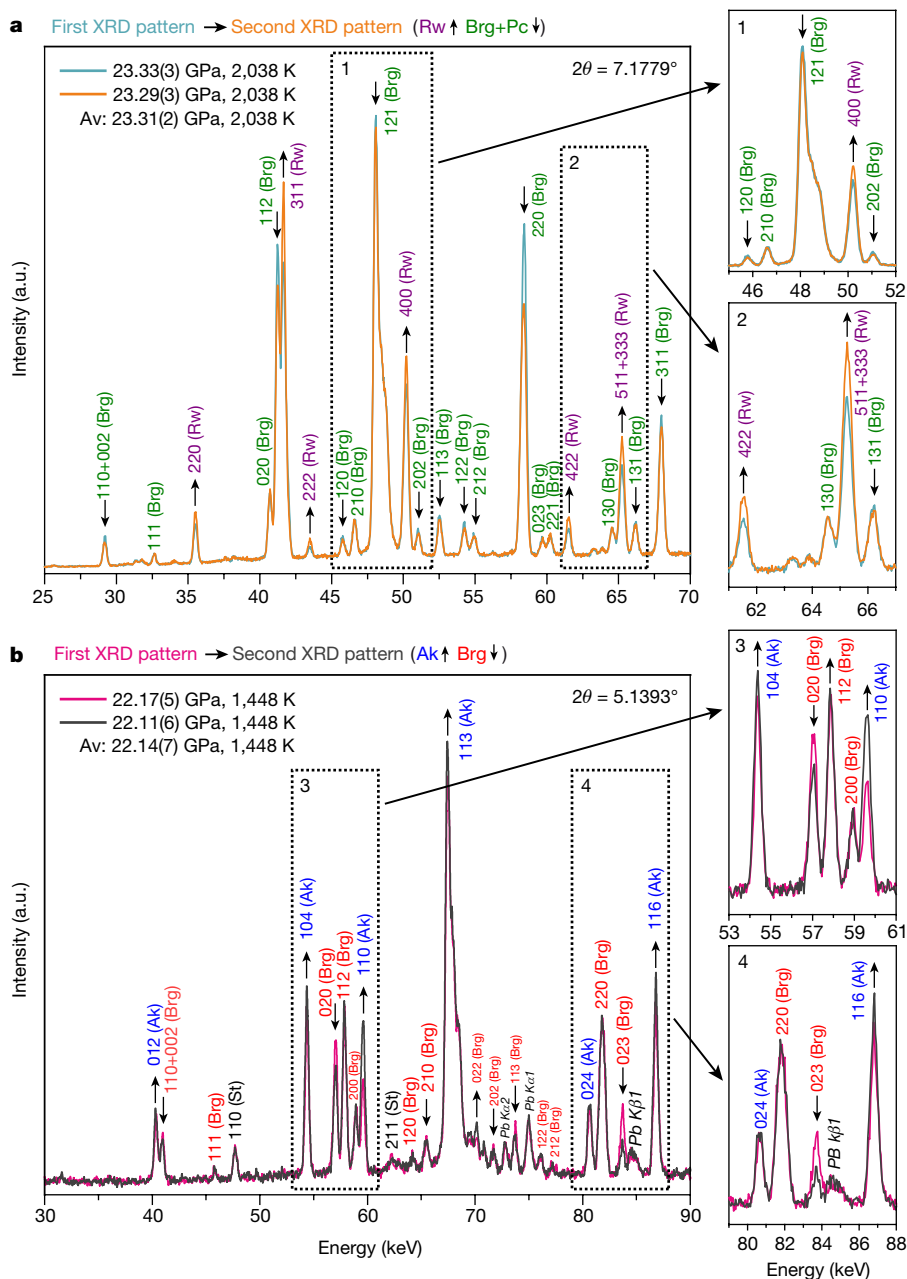 a First XRD pattern → Second XRD pattern (Rw ↑ Brg+Pc ↓)
23.33(3) GPa, 2,038 K
23.29(3) GPa, 2,038 K
Av: 23.31(2) GPa, 2,038 K
2θ = 7.1779°
1
2
Intensity (a.u.)
110+002 (Brg)
111 (Brg)
220 (Rw)
020 (Brg)
112 (Brg)
311 (Rw)
222 (Rw)
120 (Brg)
210 (Brg)
121 (Brg)
400 (Rw)
202 (Brg)
113 (Brg)
122 (Brg)
212 (Brg)
220 (Brg)
023 (Brg)
221 (Brg)
422 (Rw)
130 (Brg)
511+333 (Rw)
131 (Brg)
311 (Brg)
25 30 35 40 45 50 55 60 65 70
1
120 (Brg)
210 (Brg)
121 (Brg)
400 (Rw)
202 (Brg)
46 48 50 52
2
422 (Rw)
130 (Brg)
511+333 (Rw)
131 (Brg)
62 64 66
b First XRD pattern → Second XRD pattern (Ak ↑ Brg ↓)
22.17(5) GPa, 1,448 K
22.11(6) GPa, 1,448 K
Av: 22.14(7) GPa, 1,448 K
2θ = 5.1393°
3
4
Intensity (a.u.)
012 (Ak)
110+002 (Brg)
111 (Brg)
110 (St)
104 (Ak)
020 (Brg)
112 (Brg)
200 (Brg)
110 (Ak)
211 (St)
120 (Brg)
210 (Brg)
113 (Ak)
022 (Brg)
202 (Brg)
Pb Kα2
113 (Brg)
Pb Kα1
122 (Brg)
212 (Brg)
024 (Ak)
220 (Brg)
023 (Brg)
Pb Kβ1
116 (Ak)
30 40 50 60 70 80 90
Energy (keV)
3
104 (Ak)
020 (Brg)
112 (Brg)
200 (Brg)
110 (Ak)
53 55 57 59 61
4
024 (Ak)
220 (Brg)
023 (Brg)
PB kβ1
116 (Ak)
80 82 84 86 88
Energy (keV)